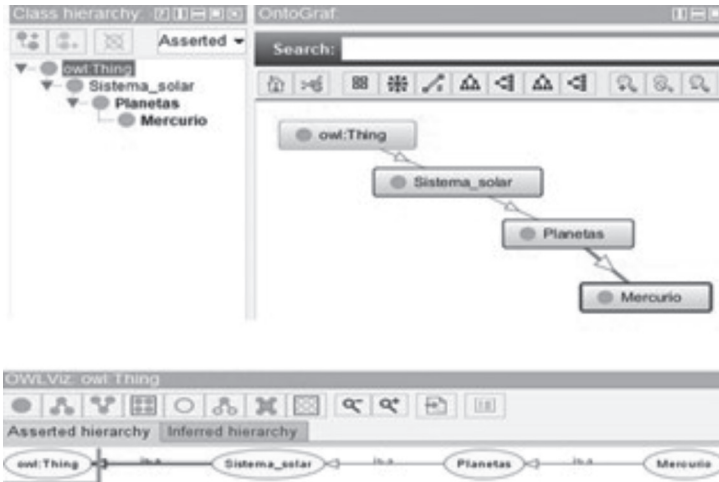 Class hierarchy:
Asserted
owl:Thing
Sistema_solar
Planetas
Mercurio
OntoGraf:
Search:
owl:Thing
Sistema_solar
Planetas
Mercurio
OWLViz: owl:Thing
Asserted hierarchy Inferred hierarchy
owl:Thing is-a Sistema_solar is-a Planetas is-a Mercurio